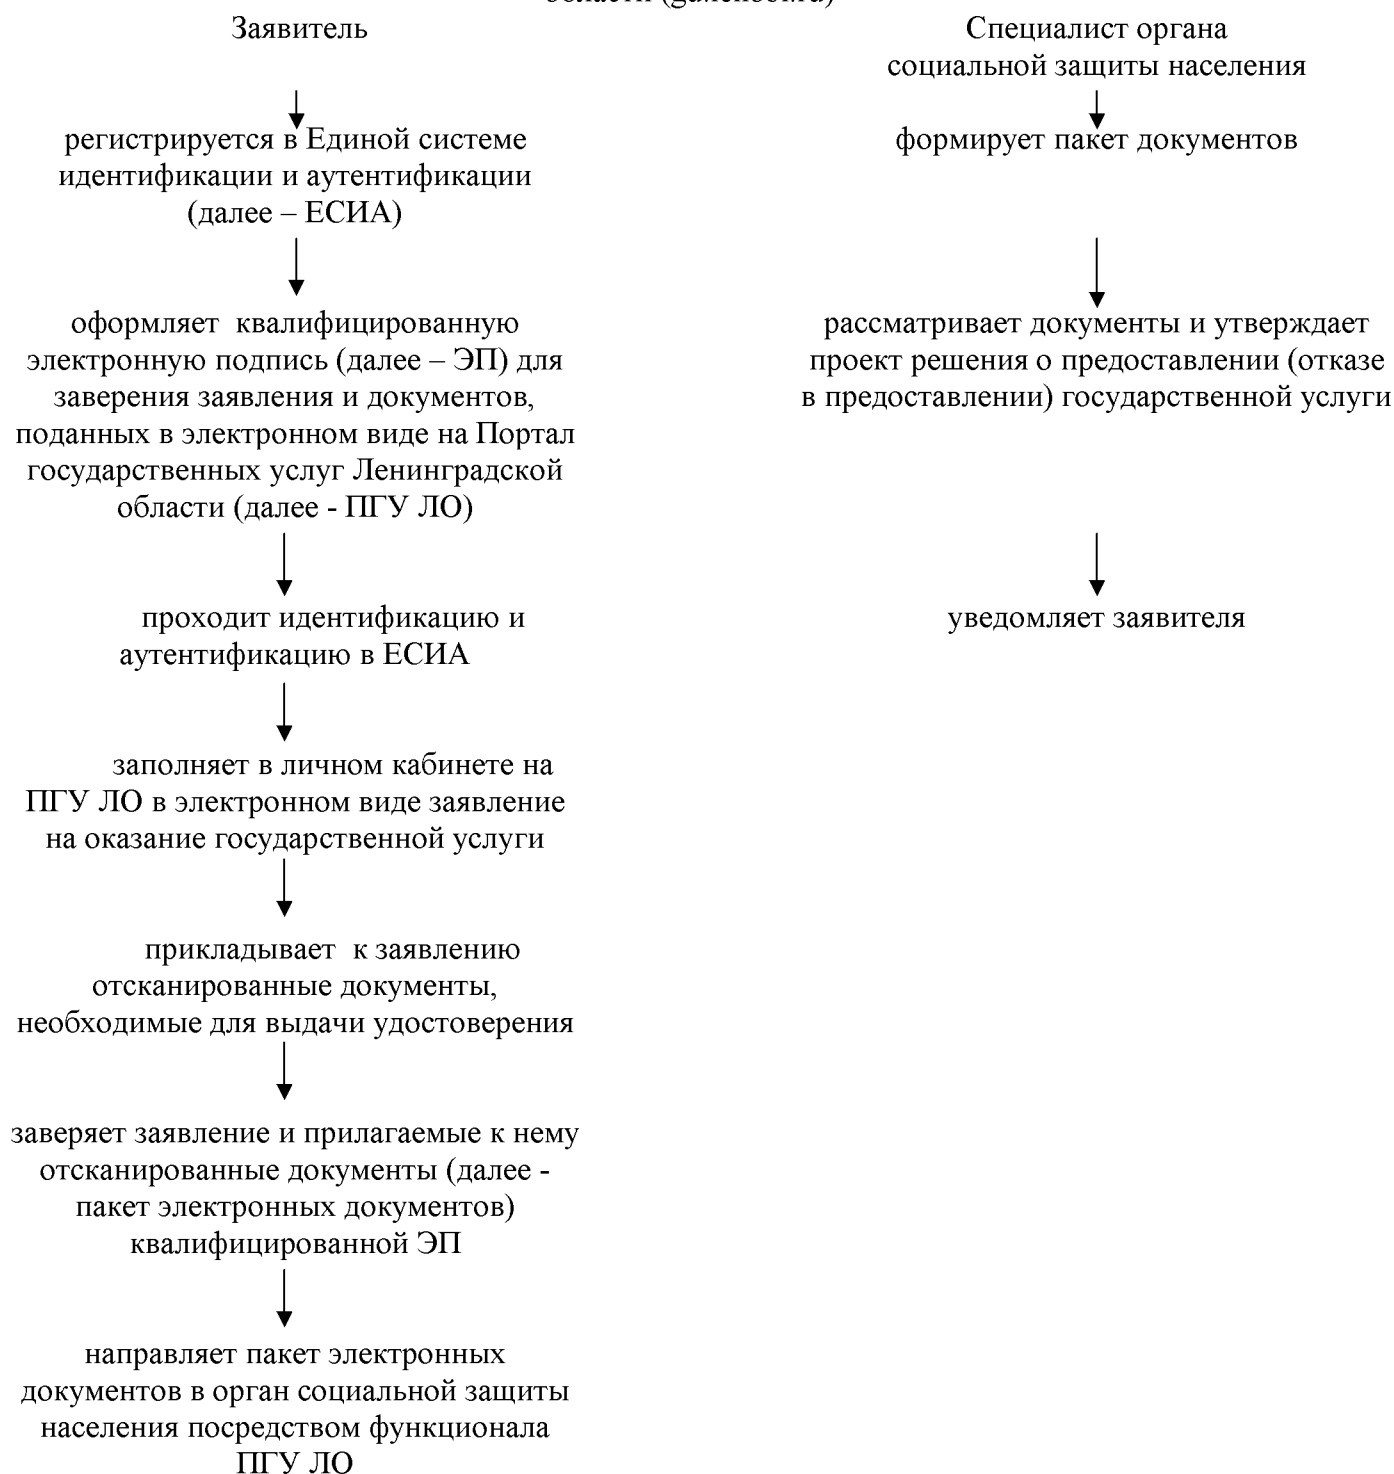 области (gu.lenobl.ru)
Заявитель
регистрируется в Единой системе
идентификации и аутентификации
(далее – ЕСИА)
оформляет квалифицированную
электронную подпись (далее – ЭП) для
заверения заявления и документов,
поданных в электронном виде на Портал
государственных услуг Ленинградской
области (далее - ПГУ ЛО)
проходит идентификацию и
аутентификацию в ЕСИА
заполняет в личном кабинете на
ПГУ ЛО в электронном виде заявление
на оказание государственной услуги
прикладывает к заявлению
отсканированные документы,
необходимые для выдачи удостоверения
заверяет заявление и прилагаемые к нему
отсканированные документы (далее -
пакет электронных документов)
квалифицированной ЭП
направляет пакет электронных
документов в орган социальной защиты
населения посредством функционала
ПГУ ЛО
Специалист органа
социальной защиты населения
формирует пакет документов
рассматривает документы и утверждает
проект решения о предоставлении (отказе
в предоставлении) государственной услуги
уведомляет заявителя